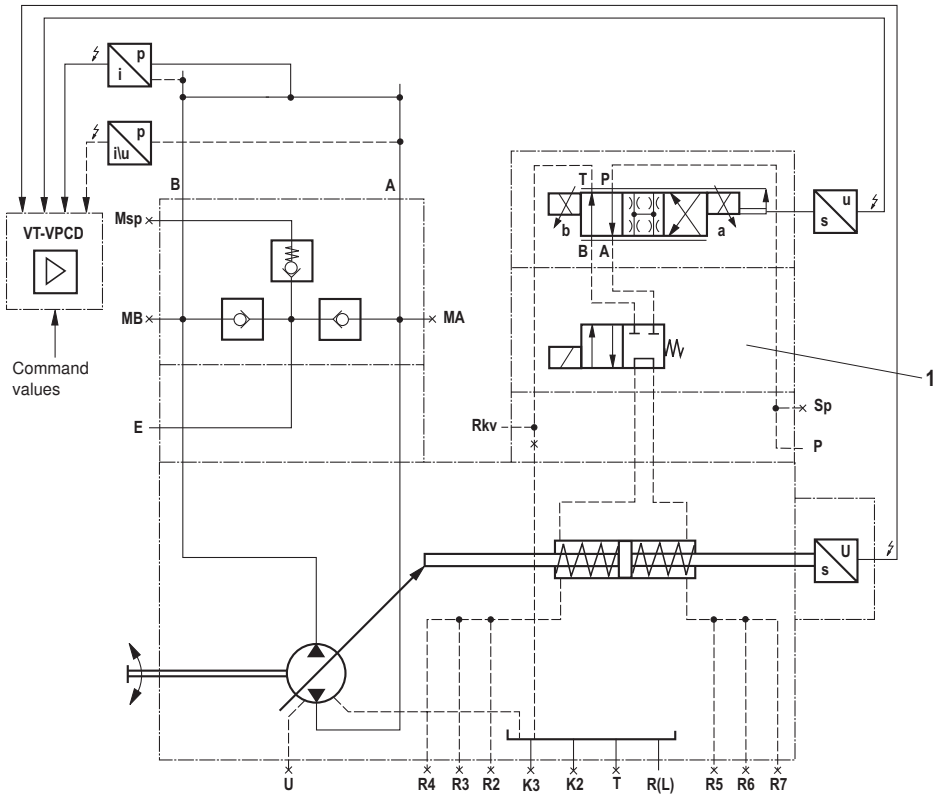 p
i
p
i\u
B
A
Msp
VT-VPCD
MB
MA
Command
values
E
T P
b
a
B A
u
s
1
Rkv
Sp
P
U
s
U
R4
R3
R2
K3
K2
T
R(L)
R5
R6
R7